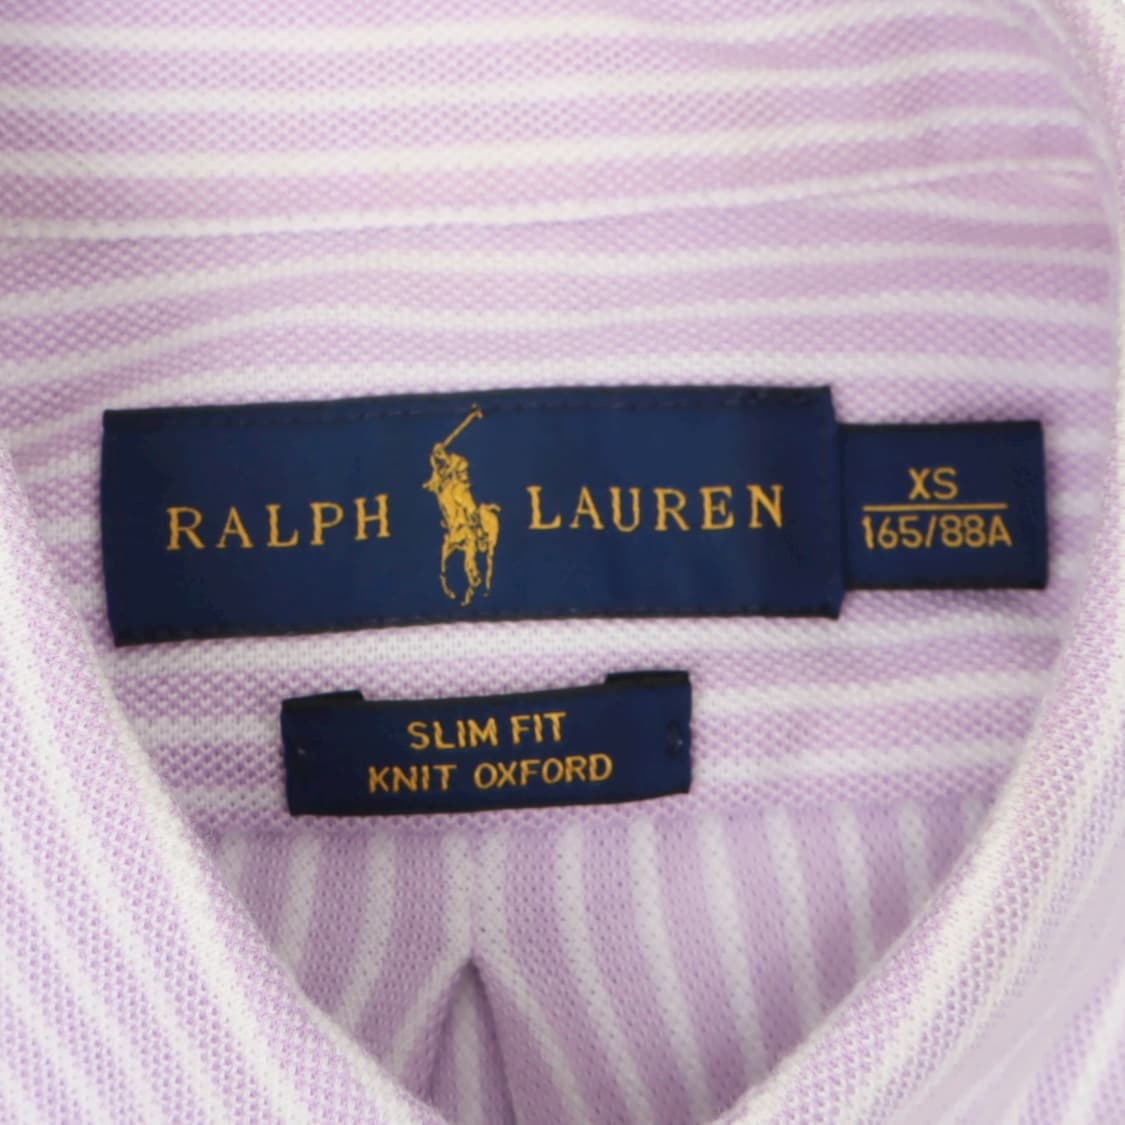 RALPH LAUREN
XS
165/88A
SLIM FIT
KNIT OXFORD